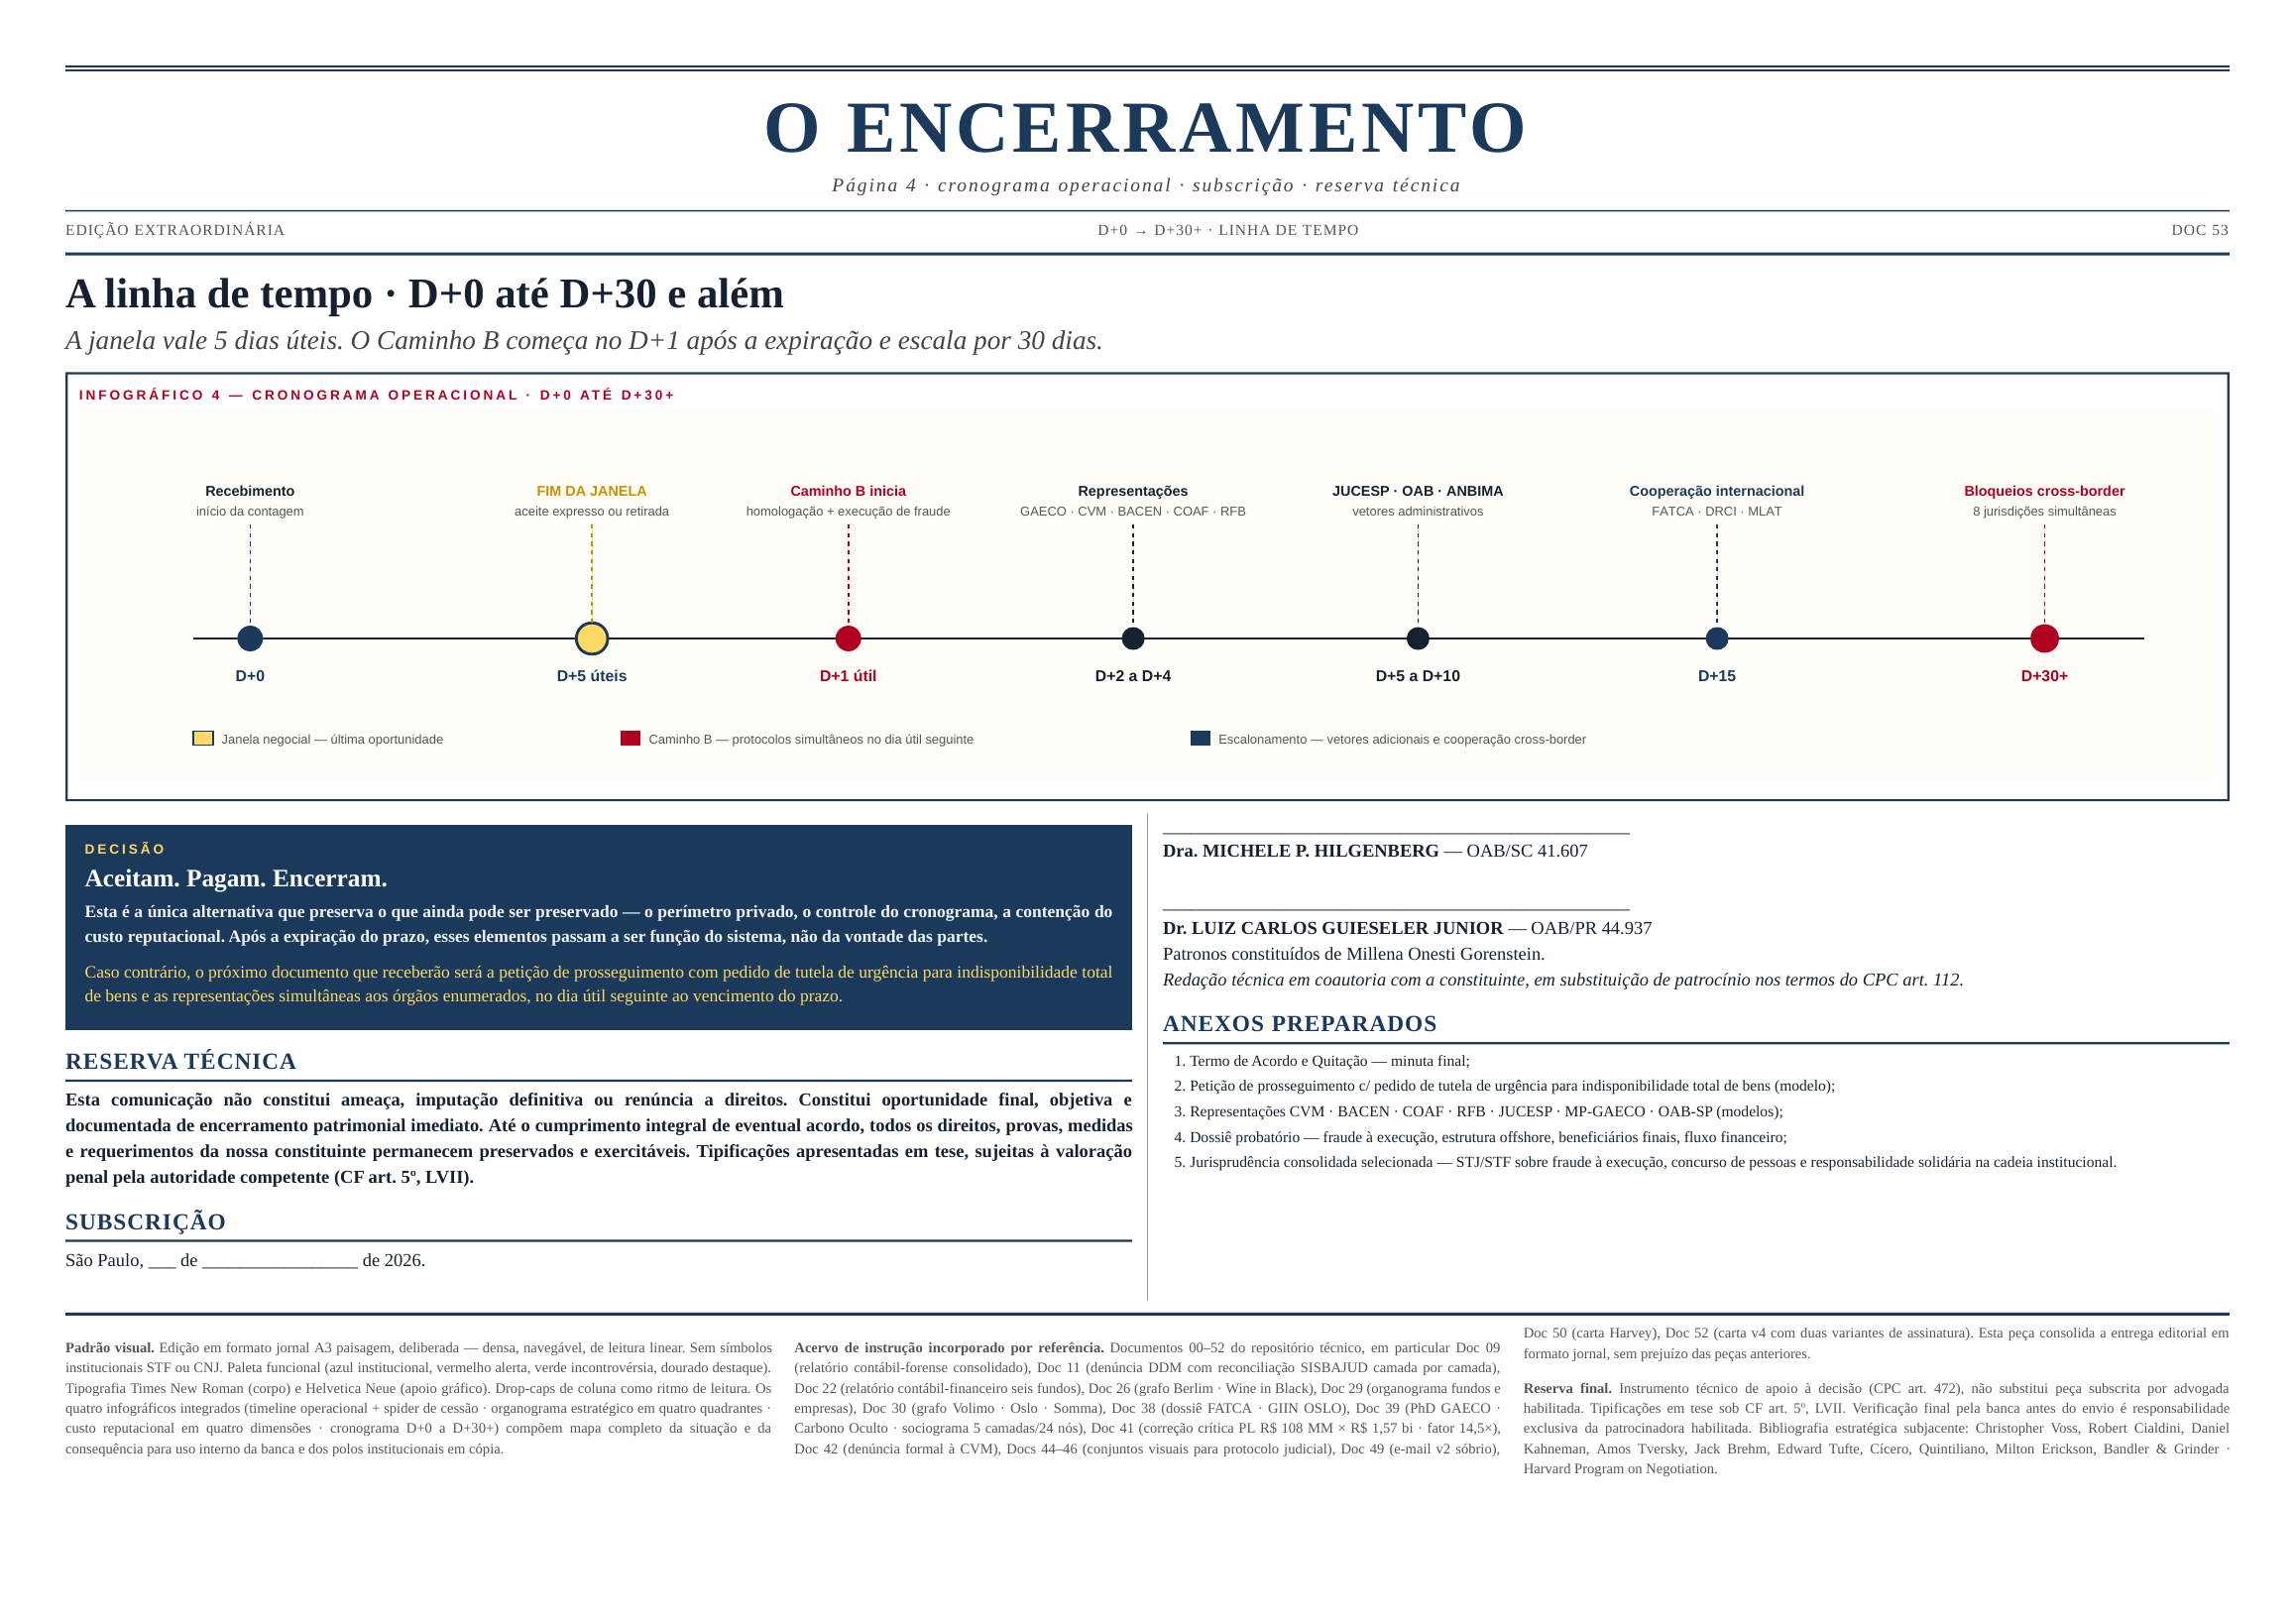 O ENCERRAMENTO
Página 4 · cronograma operacional · subscrição · reserva técnica
EDIÇÃO EXTRAORDINÁRIA
D+0 → D+30+ · LINHA DE TEMPO
DOC 53
A linha de tempo · D+0 até D+30 e além
A janela vale 5 dias úteis. O Caminho B começa no D+1 após a expiração e escala por 30 dias.
INFOGRÁFICO 4 — CRONOGRAMA OPERACIONAL · D+0 ATÉ D+30+
Recebimento
início da contagem
D+0
FIM DA JANELA
aceite expresso ou retirada
D+5 úteis
Caminho B inicia
homologação + execução de fraude
D+1 útil
Representações
GAECO · CVM · BACEN · COAF · RFB
D+2 a D+4
JUCESP · OAB · ANBIMA
vetores administrativos
D+5 a D+10
Cooperação internacional
FATCA · DRCI · MLAT
D+15
Bloqueios cross-border
8 jurisdições simultâneas
D+30+
Janela negocial — última oportunidade
Caminho B — protocolos simultâneos no dia útil seguinte
Escalonamento — vetores adicionais e cooperação cross-border
DECISÃO
Aceitam. Pagam. Encerram.
Esta é a única alternativa que preserva o que ainda pode ser preservado — o perímetro privado, o controle do cronograma, a contenção do
custo reputacional. Após a expiração do prazo, esses elementos passam a ser função do sistema, não da vontade das partes.
Caso contrário, o próximo documento que receberão será a petição de prosseguimento com pedido de tutela de urgência para indisponibilidade total
de bens e as representações simultâneas aos órgãos enumerados, no dia útil seguinte ao vencimento do prazo.
RESERVA TÉCNICA
Esta comunicação não constitui ameaça, imputação definitiva ou renúncia a direitos. Constitui oportunidade final, objetiva e
documentada de encerramento patrimonial imediato. Até o cumprimento integral de eventual acordo, todos os direitos, provas, medidas
e requerimentos da nossa constituinte permanecem preservados e exercitáveis. Tipificações apresentadas em tese, sujeitas à valoração
penal pela autoridade competente (CF art. 5º, LVII).
SUBSCRIÇÃO
São Paulo, ___ de _________________ de 2026.
___________________________________________________
Dra. MICHELE P. HILGENBERG — OAB/SC 41.607
___________________________________________________
Dr. LUIZ CARLOS GUIESELER JUNIOR — OAB/PR 44.937
Patronos constituídos de Millena Onesti Gorenstein.
Redação técnica em coautoria com a constituinte, em substituição de patrocínio nos termos do CPC art. 112.
ANEXOS PREPARADOS
1. Termo de Acordo e Quitação — minuta final;
2. Petição de prosseguimento c/ pedido de tutela de urgência para indisponibilidade total de bens (modelo);
3. Representações CVM · BACEN · COAF · RFB · JUCESP · MP-GAECO · OAB-SP (modelos);
4. Dossiê probatório — fraude à execução, estrutura offshore, beneficiários finais, fluxo financeiro;
5. Jurisprudência consolidada selecionada — STJ/STF sobre fraude à execução, concurso de pessoas e responsabilidade solidária na cadeia institucional.
Padrão visual. Edição em formato jornal A3 paisagem, deliberada — densa, navegável, de leitura linear. Sem símbolos
institucionais STF ou CNJ. Paleta funcional (azul institucional, vermelho alerta, verde incontrovérsia, dourado destaque).
Tipografia Times New Roman (corpo) e Helvetica Neue (apoio gráfico). Drop-caps de coluna como ritmo de leitura. Os
quatro infográficos integrados (timeline operacional + spider de cessão · organograma estratégico em quatro quadrantes ·
custo reputacional em quatro dimensões · cronograma D+0 a D+30+) compõem mapa completo da situação e da
consequência para uso interno da banca e dos polos institucionais em cópia.
Acervo de instrução incorporado por referência. Documentos 00–52 do repositório técnico, em particular Doc 09
(relatório contábil-forense consolidado), Doc 11 (denúncia DDM com reconciliação SISBAJUD camada por camada),
Doc 22 (relatório contábil-financeiro seis fundos), Doc 26 (grafo Berlim · Wine in Black), Doc 29 (organograma fundos e
empresas), Doc 30 (grafo Volimo · Oslo · Somma), Doc 38 (dossiê FATCA · GIIN OSLO), Doc 39 (PhD GAECO ·
Carbono Oculto · sociograma 5 camadas/24 nós), Doc 41 (correção crítica PL R$ 108 MM × R$ 1,57 bi · fator 14,5×),
Doc 42 (denúncia formal à CVM), Docs 44–46 (conjuntos visuais para protocolo judicial), Doc 49 (e-mail v2 sóbrio),
Doc 50 (carta Harvey), Doc 52 (carta v4 com duas variantes de assinatura). Esta peça consolida a entrega editorial em
formato jornal, sem prejuízo das peças anteriores.
Reserva final. Instrumento técnico de apoio à decisão (CPC art. 472), não substitui peça subscrita por advogada
habilitada. Tipificações em tese sob CF art. 5º, LVII. Verificação final pela banca antes do envio é responsabilidade
exclusiva da patrocinadora habilitada. Bibliografia estratégica subjacente: Christopher Voss, Robert Cialdini, Daniel
Kahneman, Amos Tversky, Jack Brehm, Edward Tufte, Cícero, Quintiliano, Milton Erickson, Bandler & Grinder ·
Harvard Program on Negotiation.